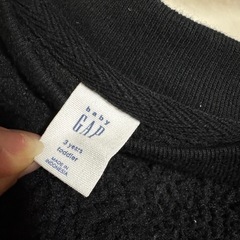 baby
GAP
3 years
toddler
MADE IN
INDONESIA